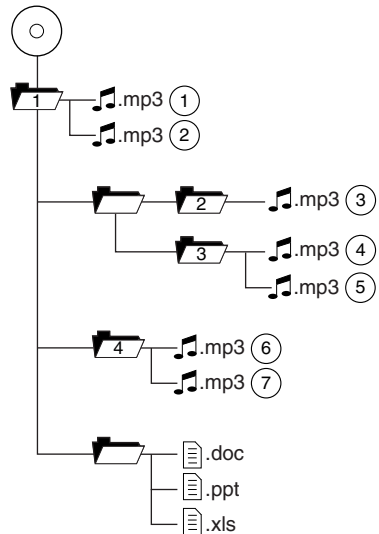 1 .mp3 1
.mp3 2
2 .mp3 3
3 .mp3 4
.mp3 5
4 .mp3 6
.mp3 7
.doc
.ppt
.xls